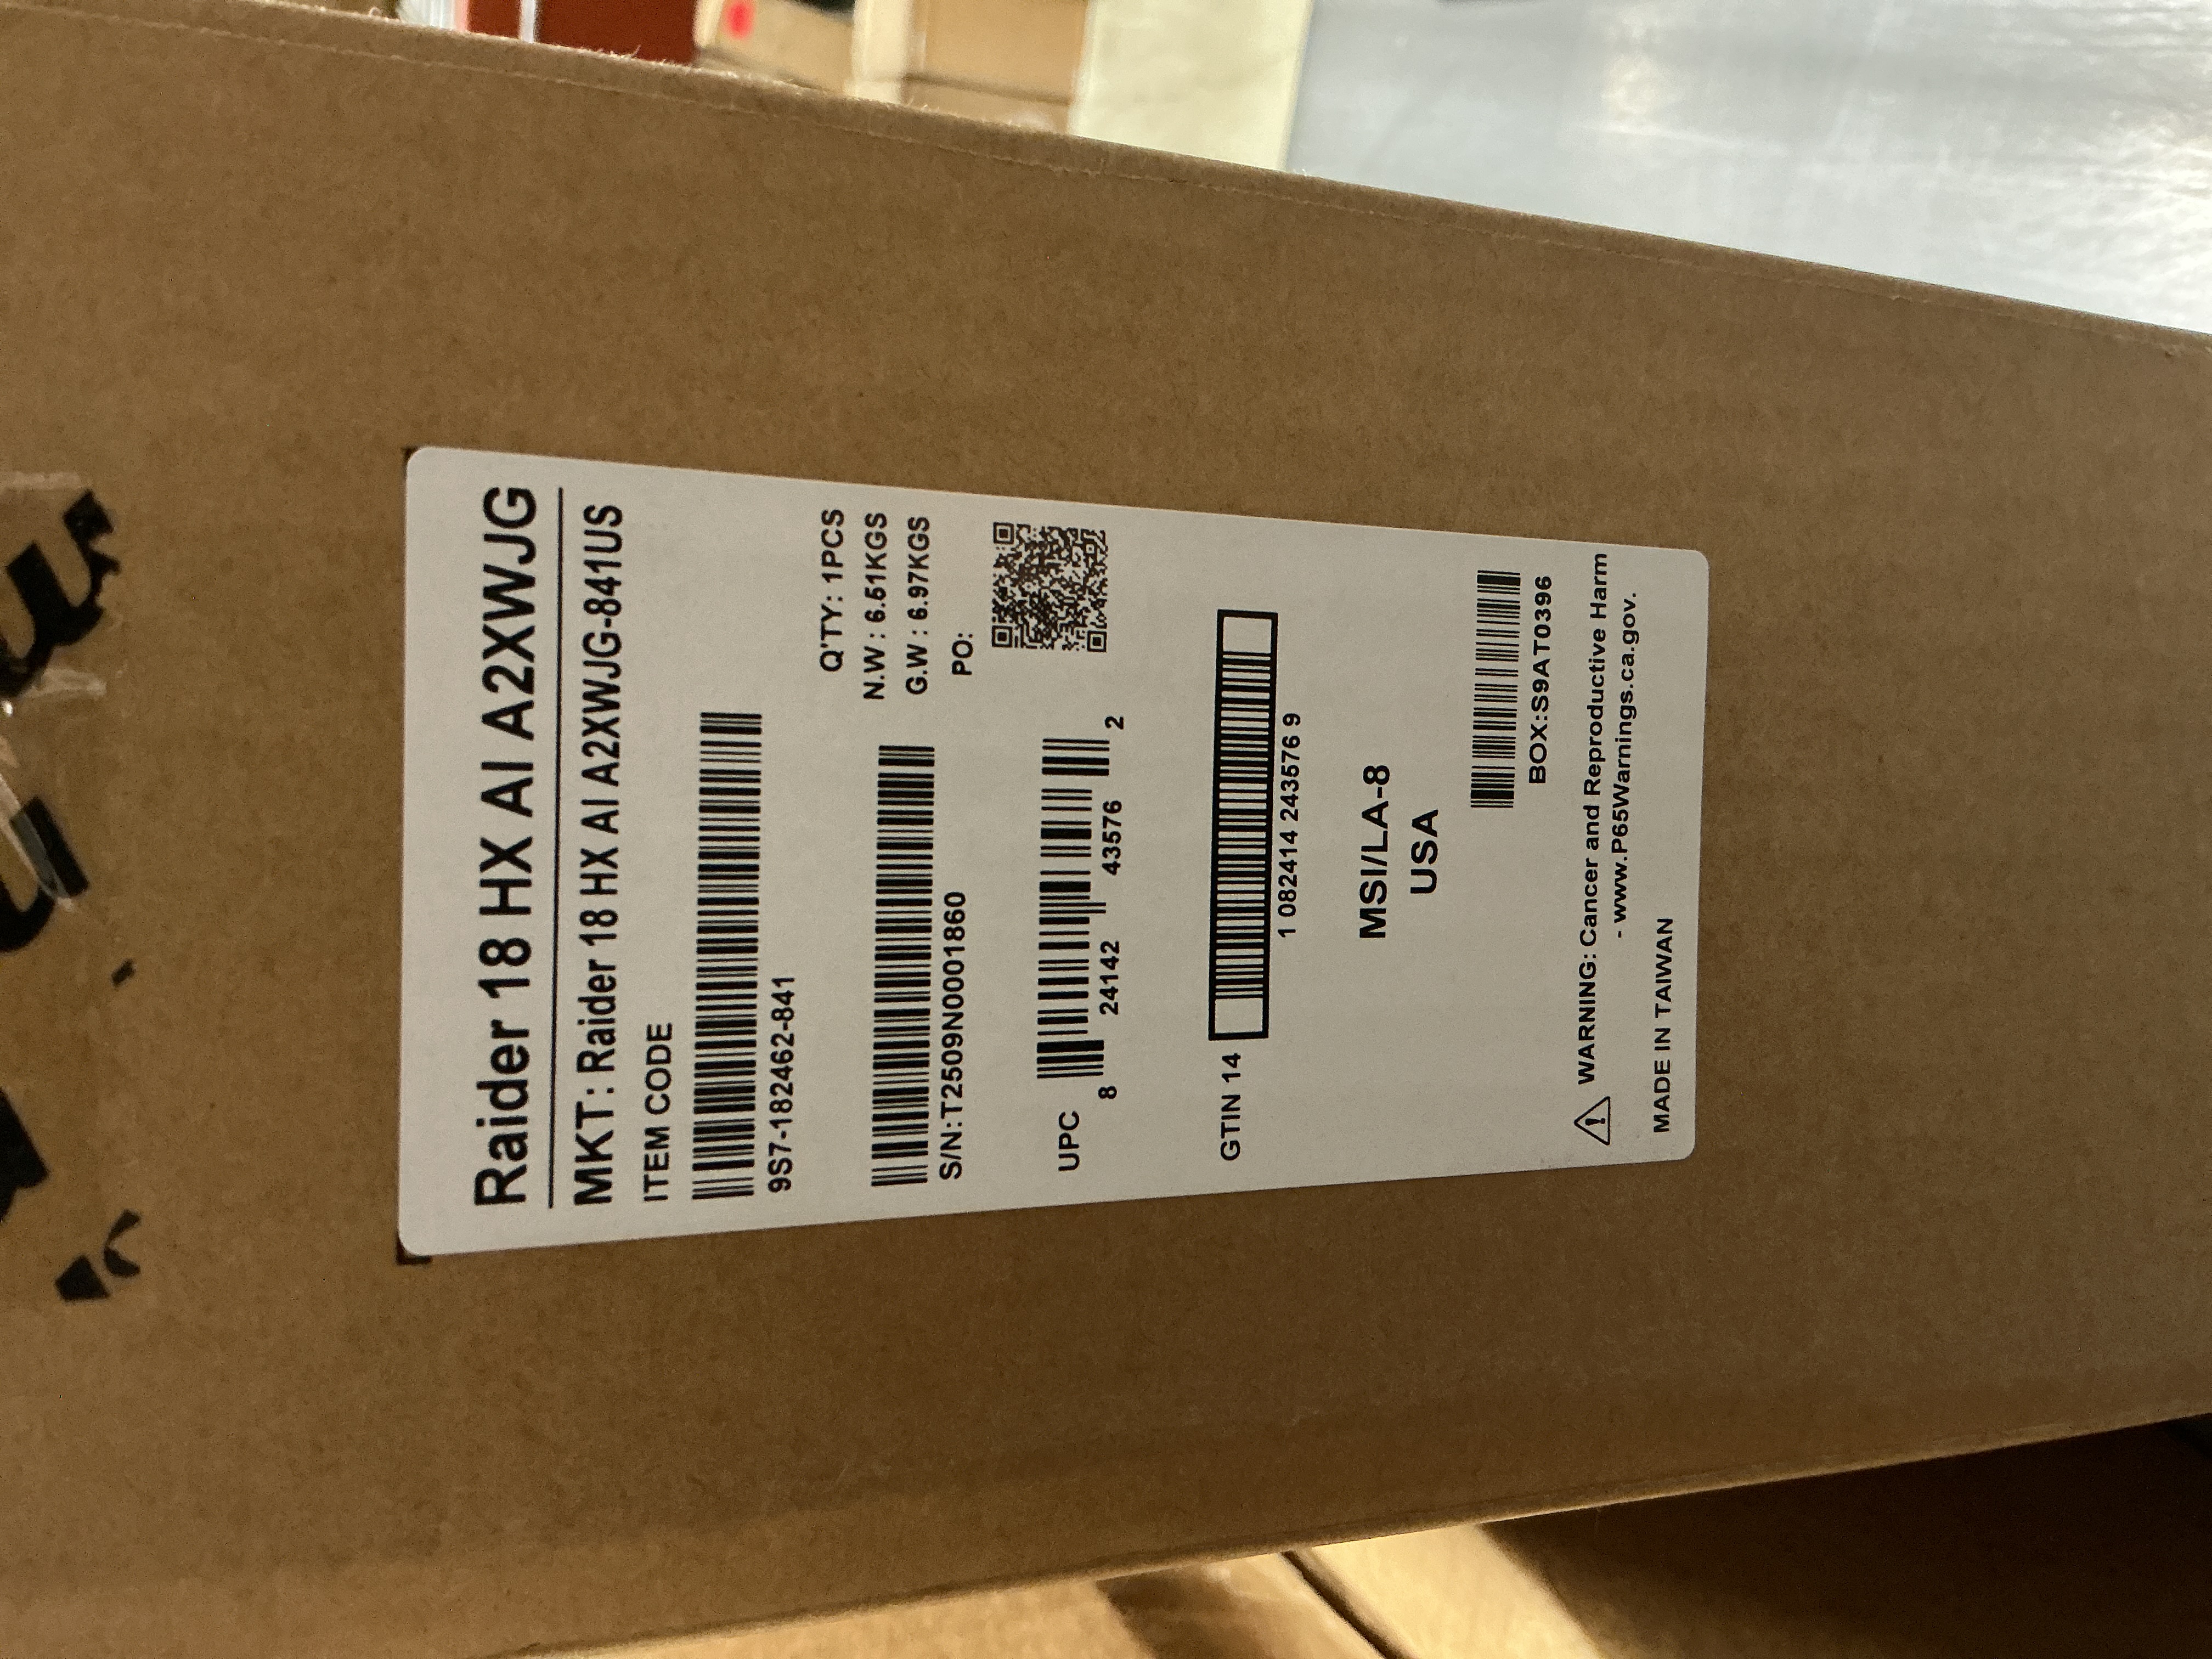 Raider 18 HX AI A2XWJG
MKT: Raider 18 HX AI A2XWJG-841US
ITEM CODE
9S7-182462-841
Q'TY: 1PCS
N.W : 6.51KGS
G.W : 6.97KGS
S/N:T2509N0001860
PO:
UPC
8 24142 43576 2
GTIN 14
1 0824142 43576 9
MSI/LA-8
USA
BOX:S9AT0396
WARNING: Cancer and Reproductive Harm
- www.P65Warnings.ca.gov.
MADE IN TAIWAN